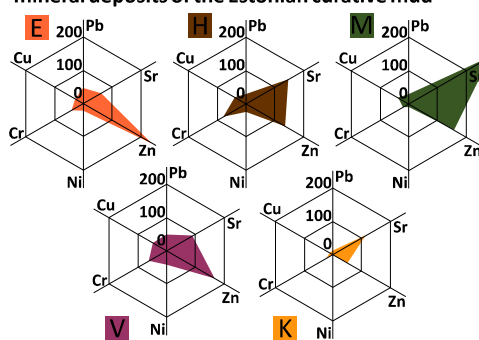 mineral deposits of the Estonian curative mud
E
200 Pb
Cu
100
Sr
0
Cr
Zn
Ni
H
200 Pb
Cu
100
Sr
0
Cr
Zn
Ni
M
200 Pb
Cu
100
Sr
0
Cr
Zn
Ni
200 Pb
Cu
100
Sr
0
Cr
Zn
Ni
V
200 Pb
Cu
100
Sr
0
Cr
Zn
Ni
K